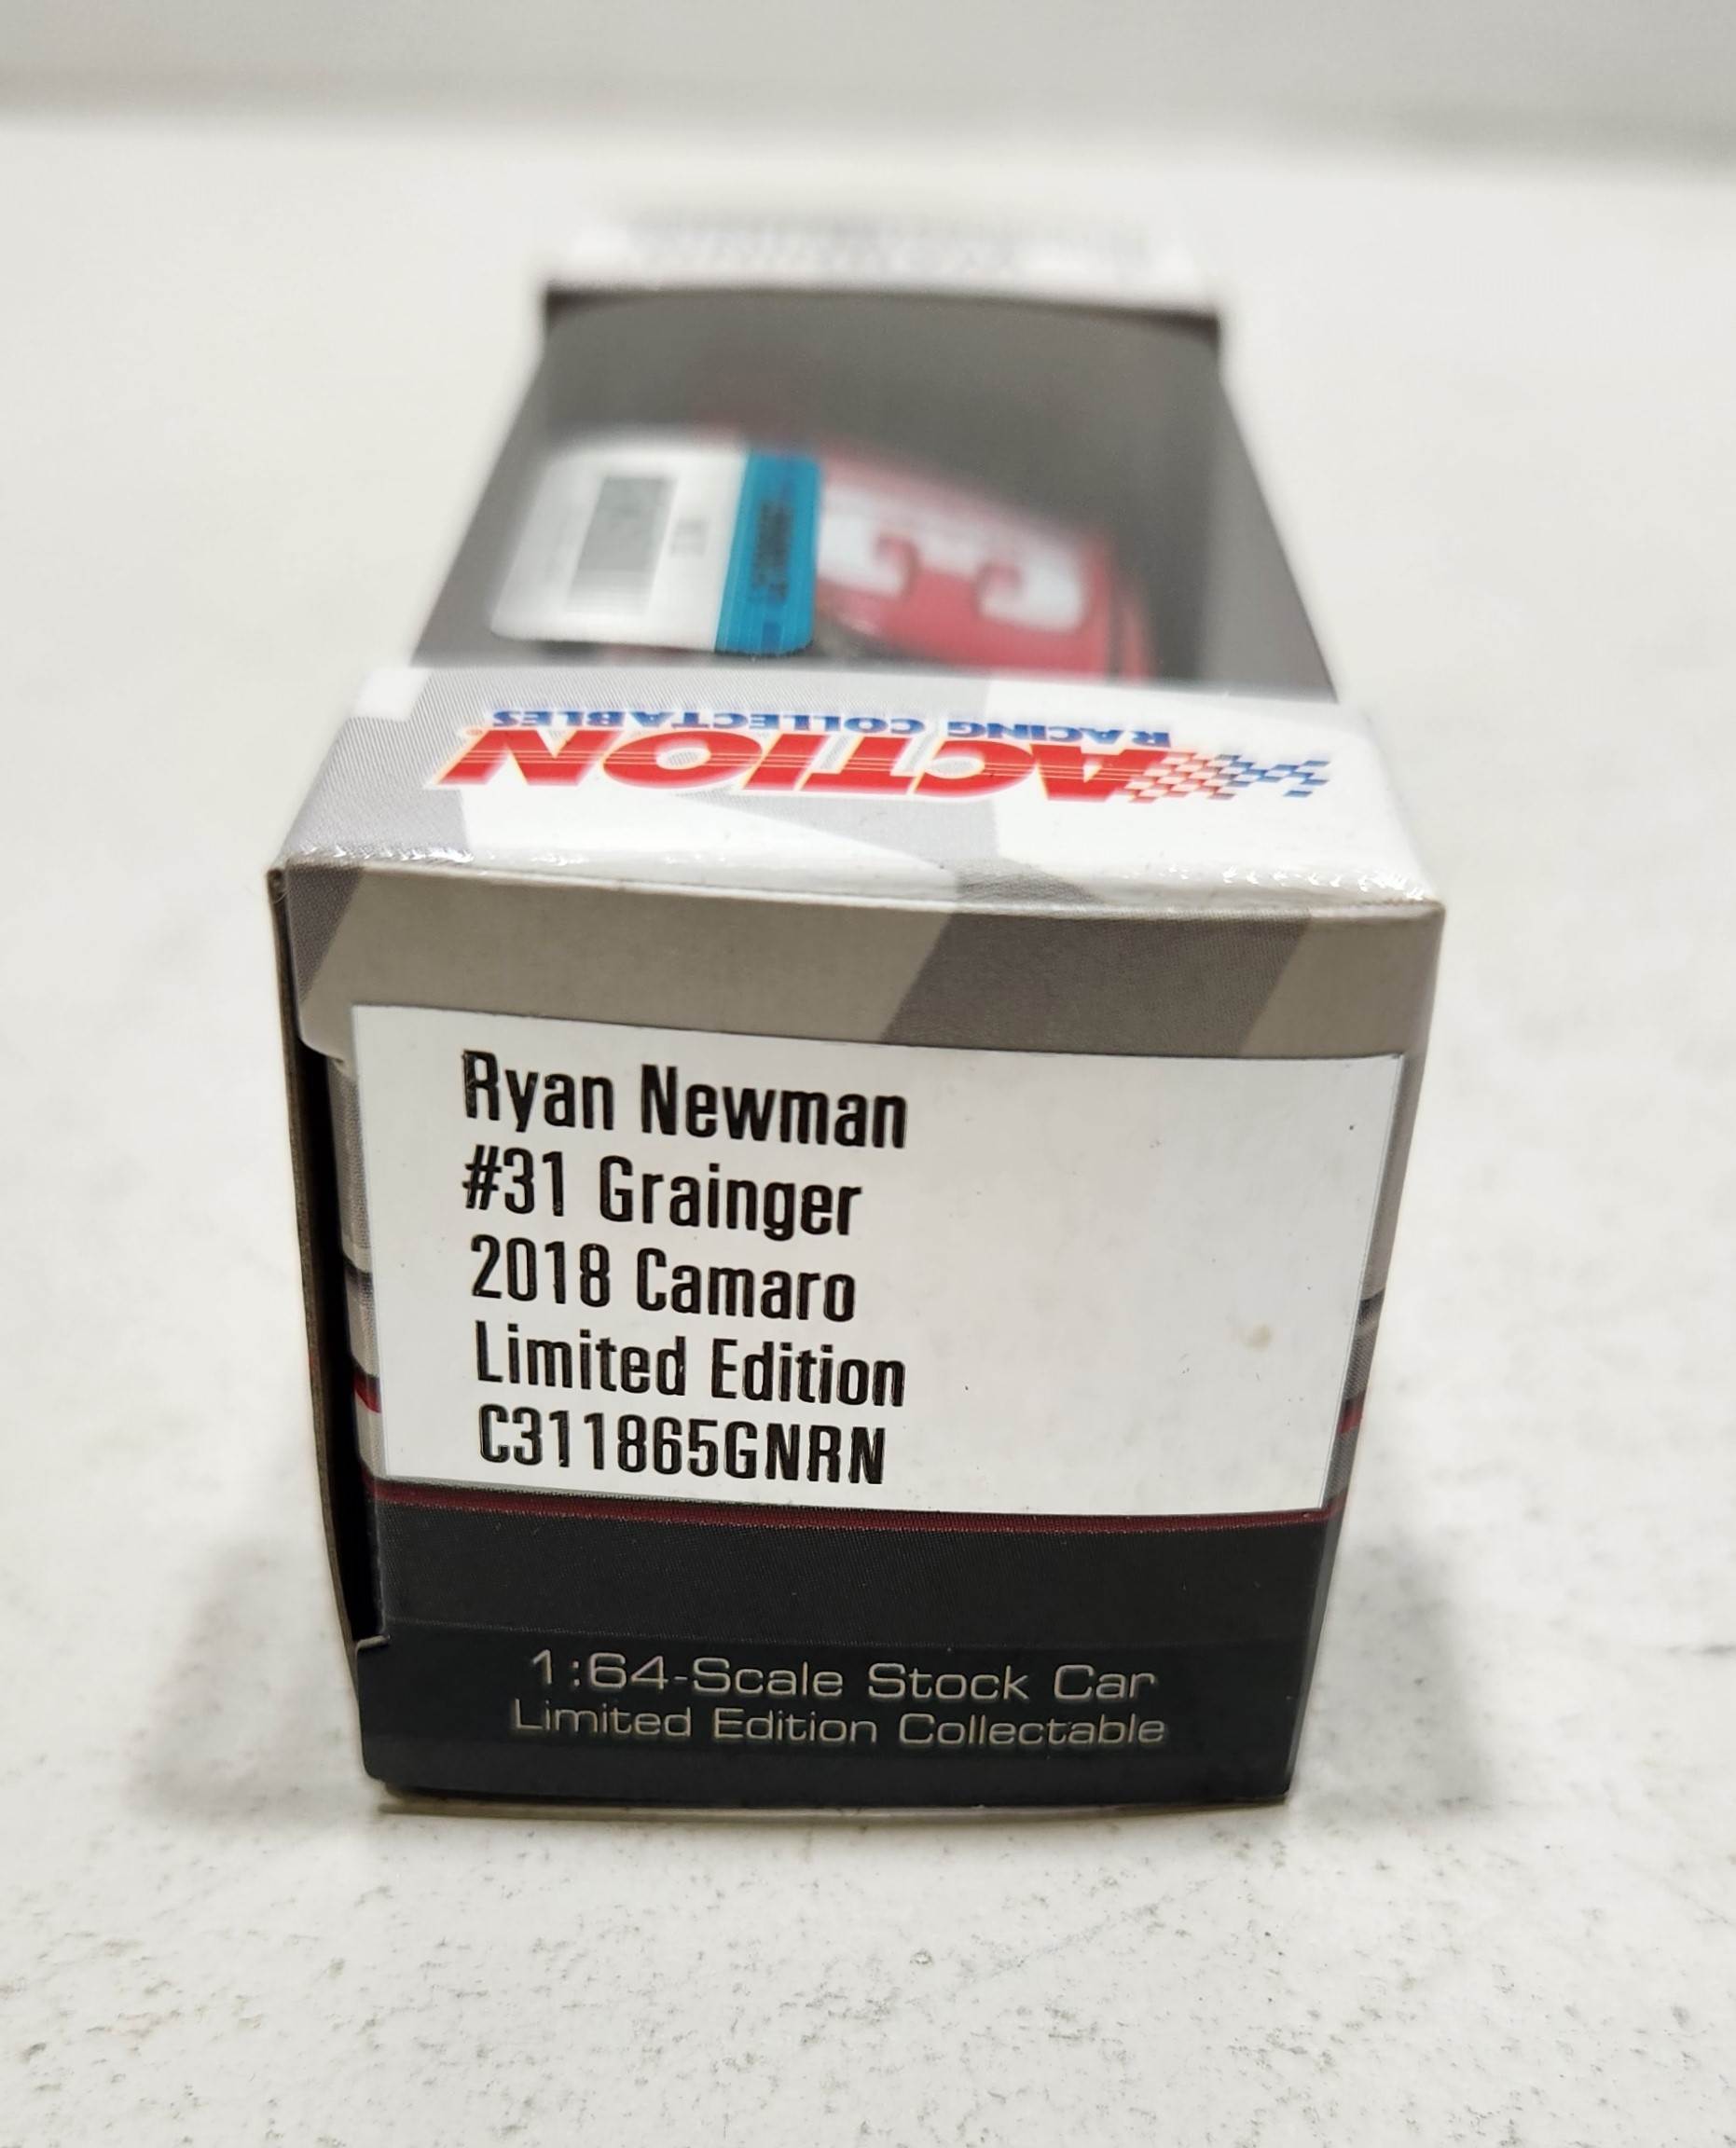 ACTION
RACING COLLECTABLES
Ryan Newman
#31 Grainger
2018 Camaro
Limited Edition
C311865GNRN
1:64-Scale Stock Car
Limited Edition Collectable